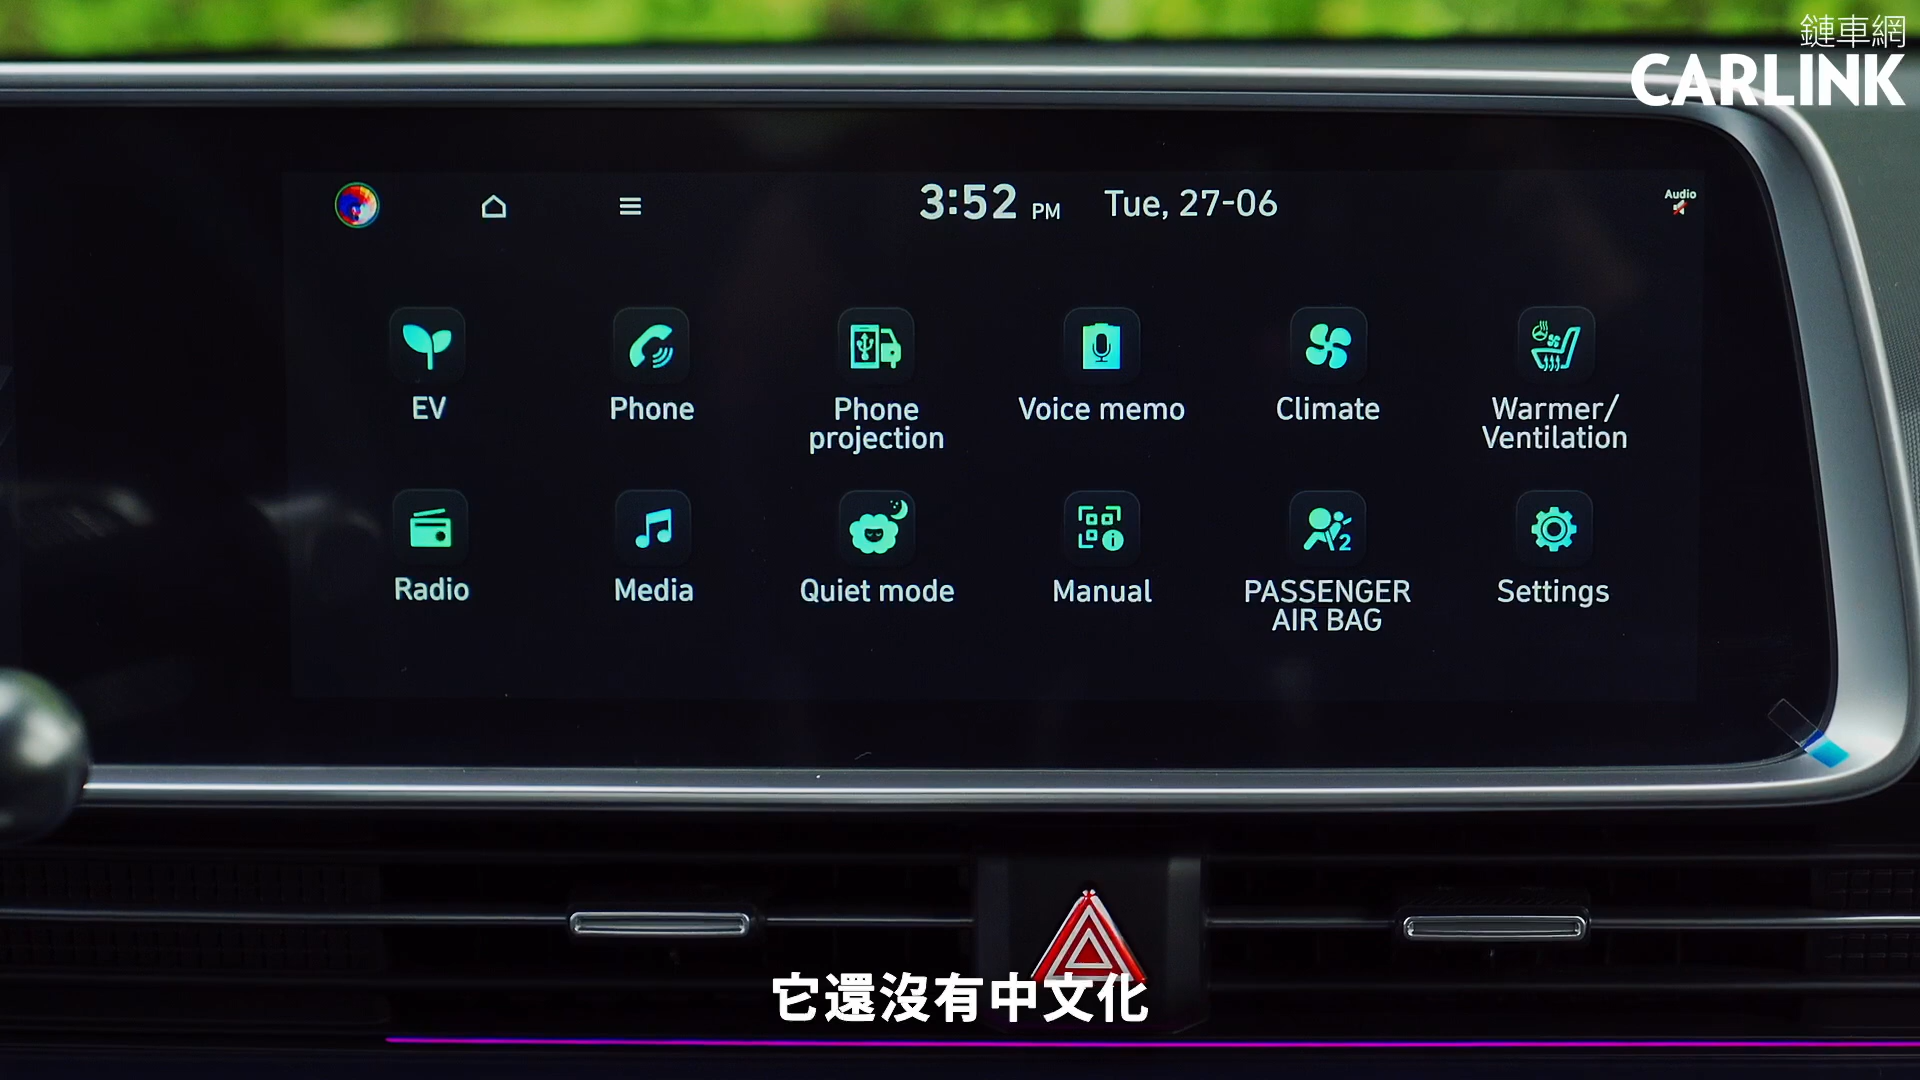 鏈車網
CARLINK
3:52 PM Tue, 27-06
Audio
EV
Phone
Phone
projection
Voice memo
Climate
Warmer/
Ventilation
Radio
Media
Quiet mode
Manual
2
PASSENGER
AIR BAG
Settings
它還沒有中文化